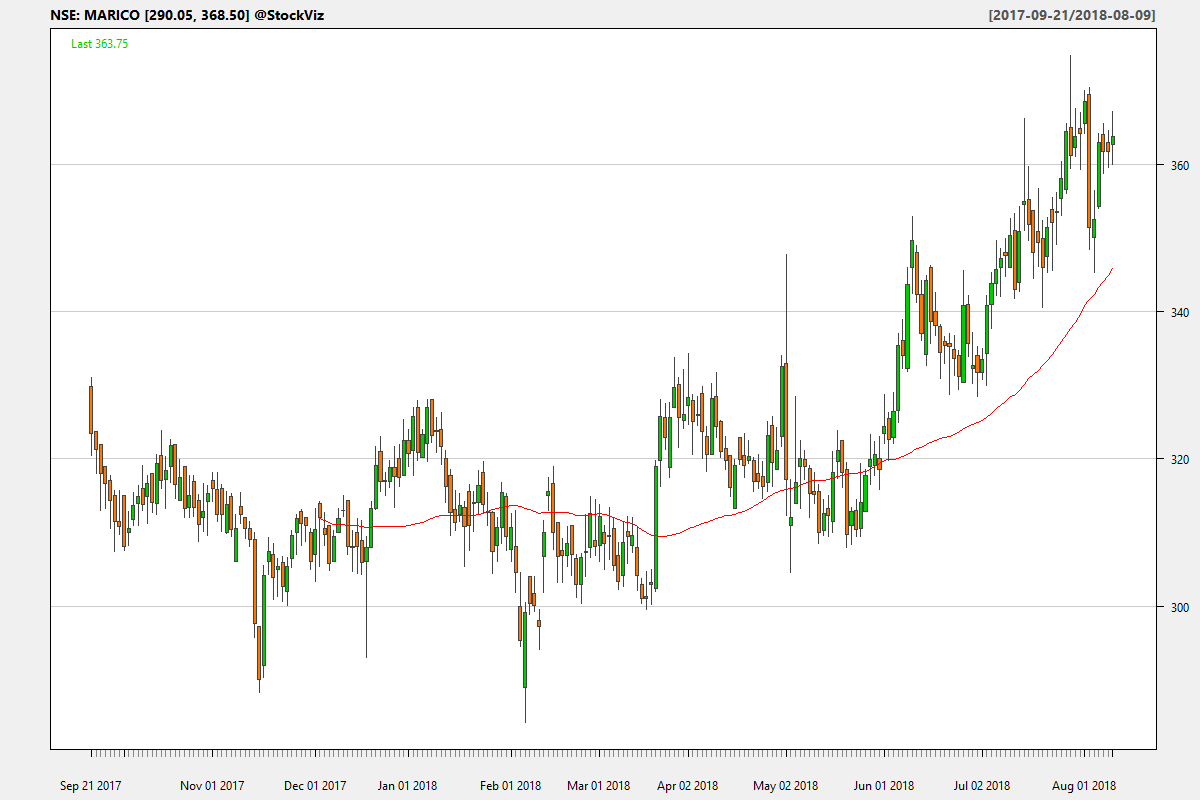 NSE: MARICO [290.05, 368.50] @StockViz [2017-09-21/2018-08-09]
Last 363.75
360
340
320
300
Sep 21 2017 Nov 01 2017 Dec 01 2017 Jan 01 2018 Feb 01 2018 Mar 01 2018 Apr 02 2018 May 02 2018 Jun 01 2018 Jul 02 2018 Aug 01 2018